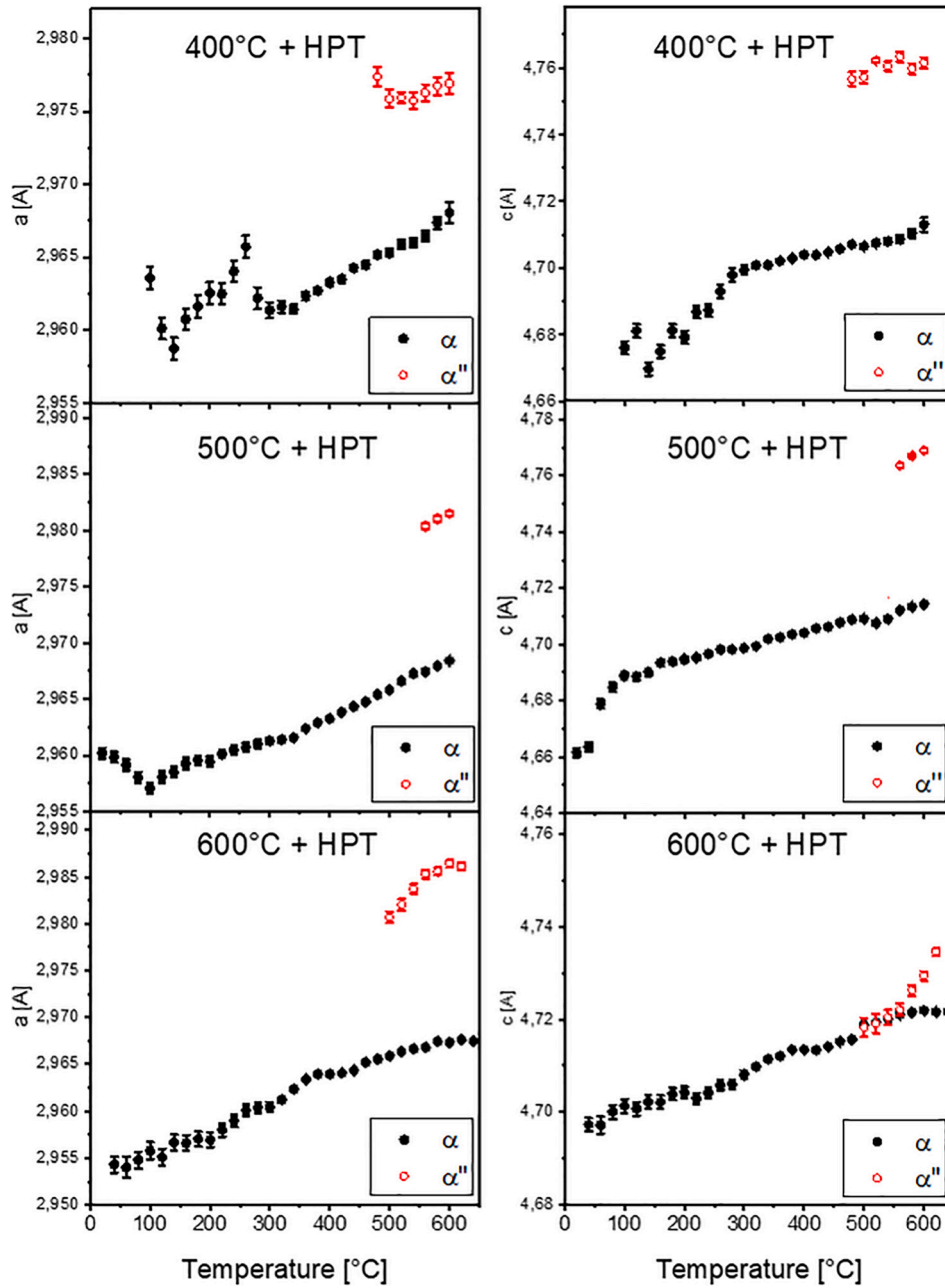 400°C + HPT
2,980
2,975
2,970
2,965
2,960
2,955
a [A]
α
α"
400°C + HPT
4,78
4,76
4,74
4,72
4,70
4,68
4,66
c [A]
α
α"
500°C + HPT
2,990
2,985
2,980
2,975
2,970
2,965
2,960
2,955
a [A]
α
α"
500°C + HPT
4,78
4,76
4,74
4,72
4,70
4,68
4,66
4,64
c [A]
α
α"
600°C + HPT
2,990
2,985
2,980
2,975
2,970
2,965
2,960
2,955
2,950
a [A]
α
α"
0 100 200 300 400 500 600
Temperature [°C]
600°C + HPT
4,76
4,74
4,72
4,70
4,68
c [A]
α
α"
0 100 200 300 400 500 600
Temperature [°C]